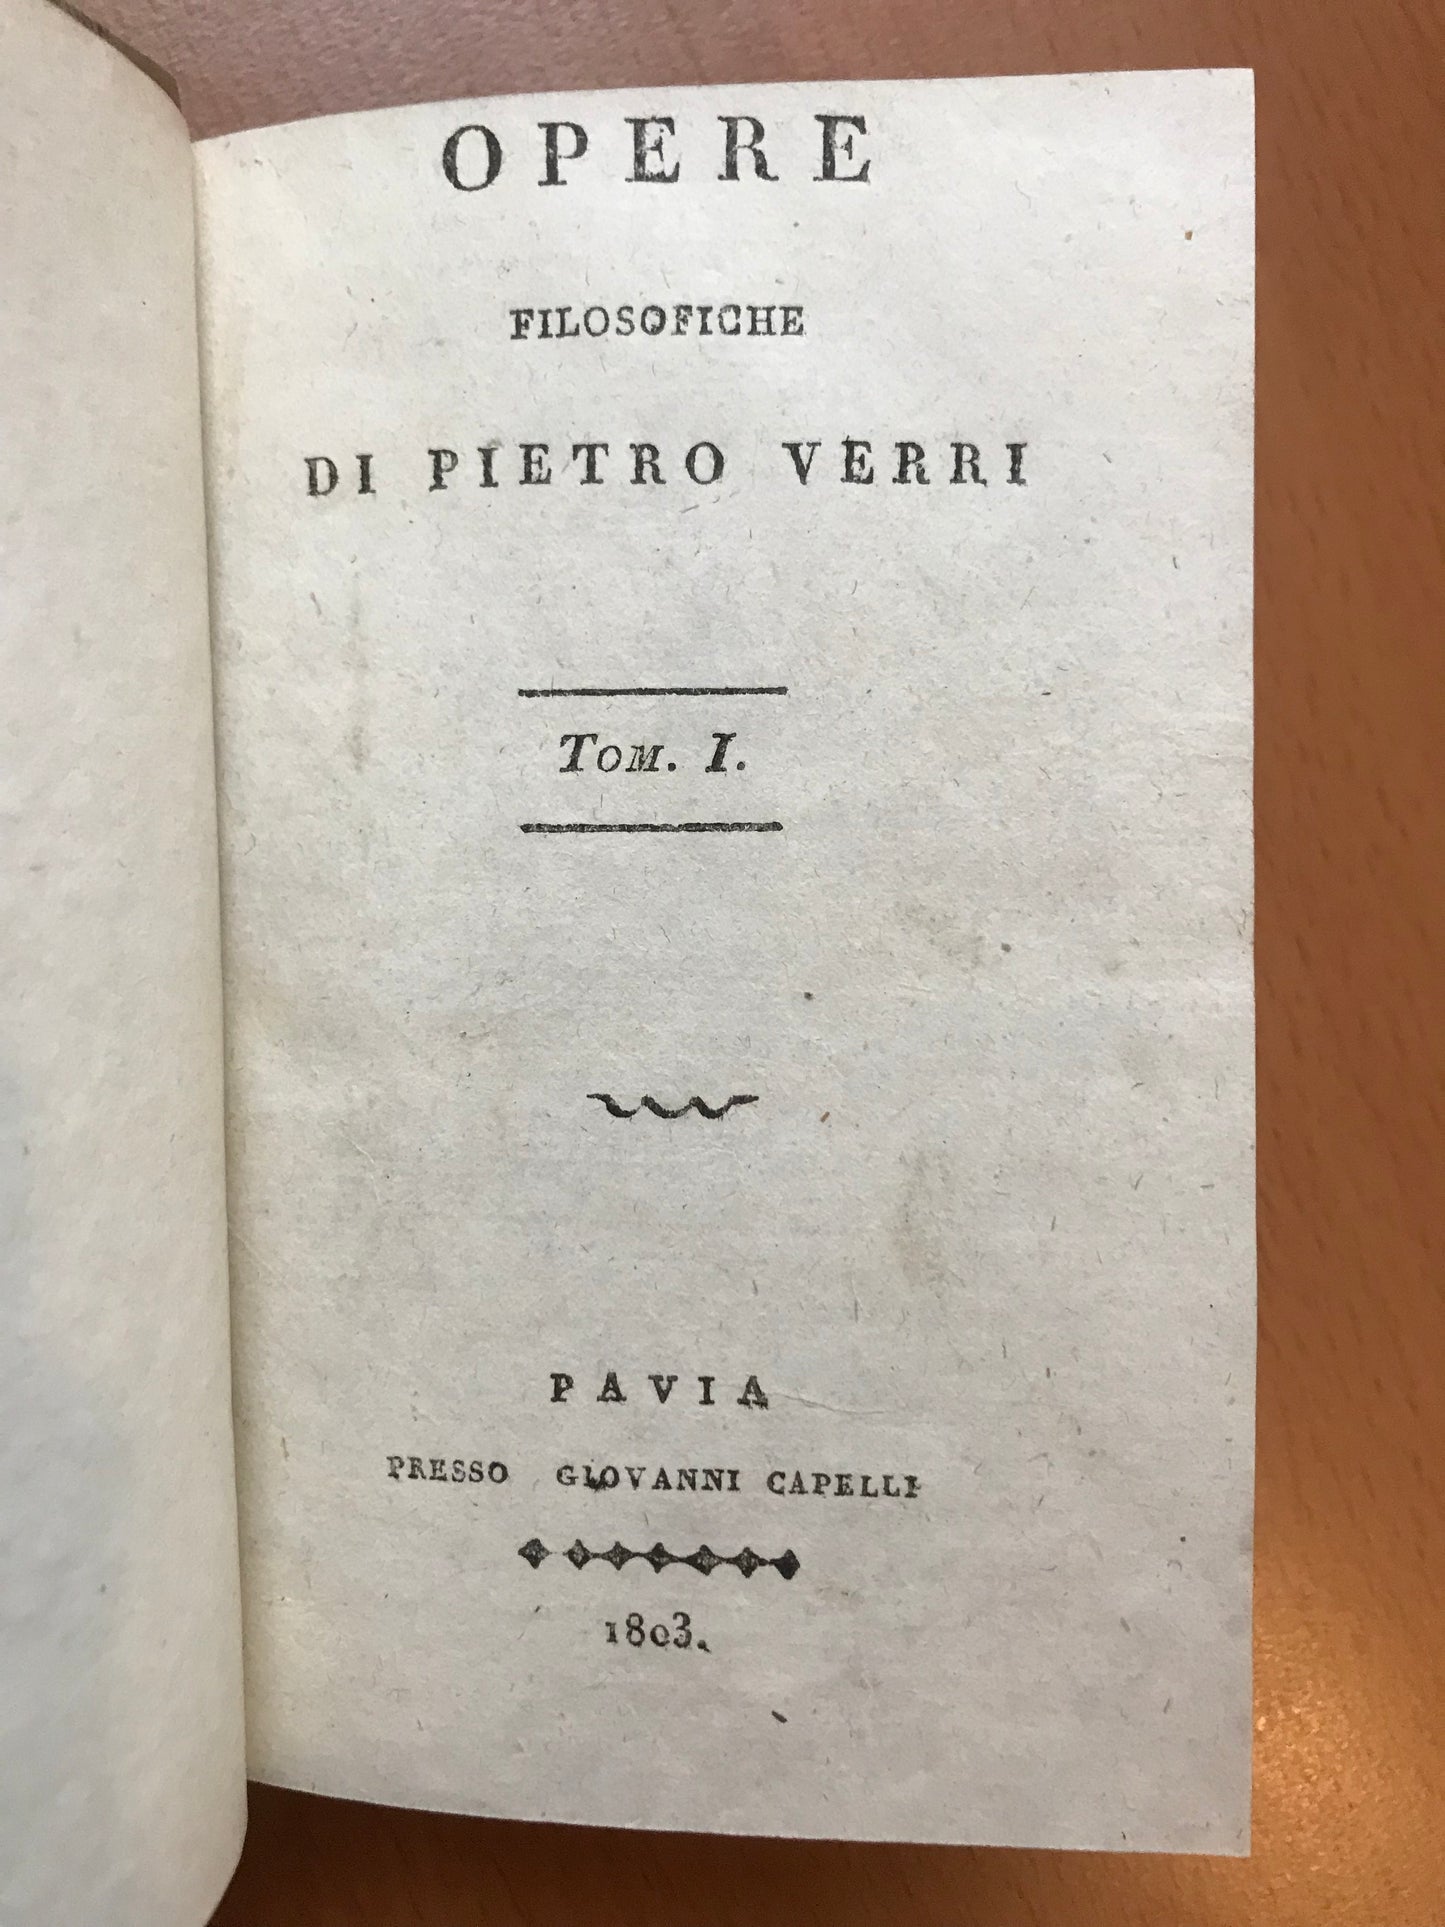 OPERE
FILOSOFICHE
DI PIETRO VERRI
TOM. I.
PAVIA
PRESSO GIOVANNI CAPELLI
1803.